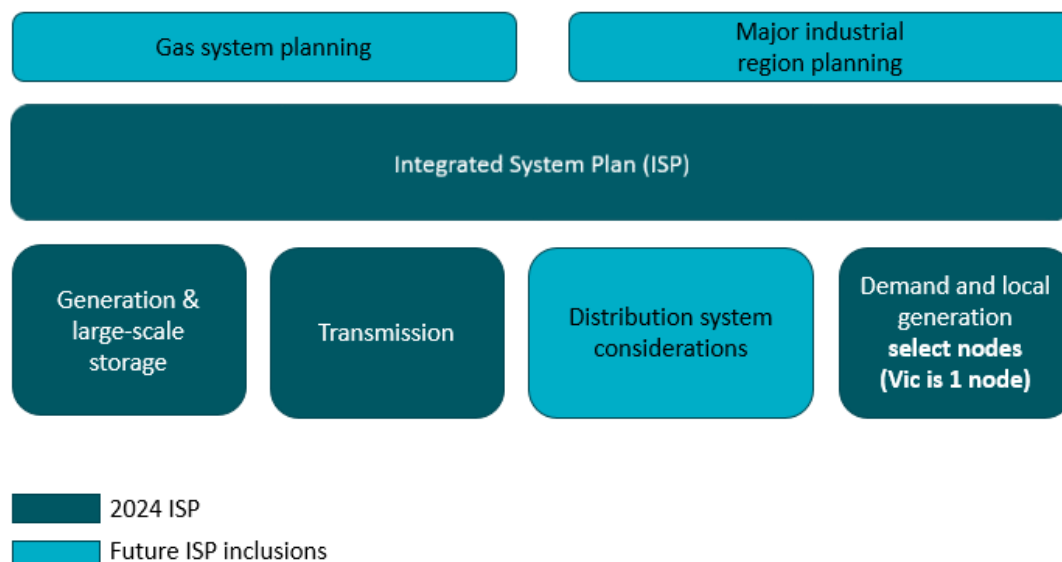 Gas system planning
Major industrial
region planning
Integrated System Plan (ISP)
Generation &
large-scale
storage
Transmission
Distribution system
considerations
Demand and local
generation
select nodes
(Vic is 1 node)
2024 ISP
Future ISP inclusions